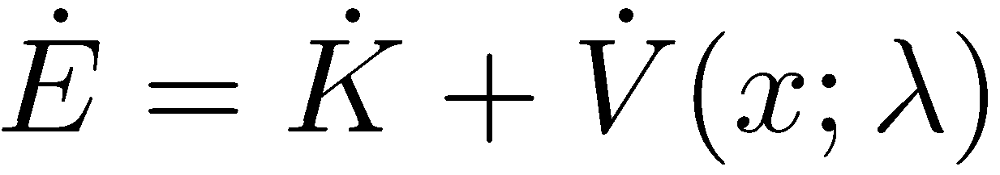 Ė = K̇ + V̇(x; λ)